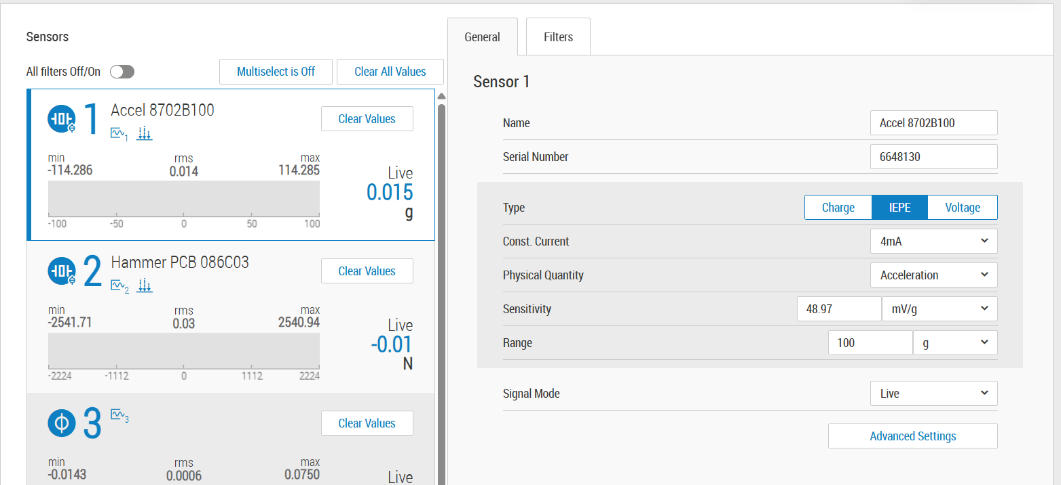 Sensors
All filters Off/On
Multiselect is Off
Clear All Values
1
Accel 8702B100
Clear Values
1
min
rms
max
-114.286
0.014
114.285
Live
0.015
g
-100
-50
0
50
100
2
Hammer PCB 086C03
Clear Values
2
min
rms
max
-2541.71
0.03
2540.94
Live
-0.01
N
-2224
-1112
0
1112
2224
3
3
Clear Values
min
rms
max
-0.0143
0.0006
0.0750
Live
General
Filters
Sensor 1
Name
Accel 8702B100
Serial Number
6648130
Type
Charge
IEPE
Voltage
Const. Current
4mA
Physical Quantity
Acceleration
Sensitivity
48.97
mV/g
Range
100
g
Signal Mode
Live
Advanced Settings